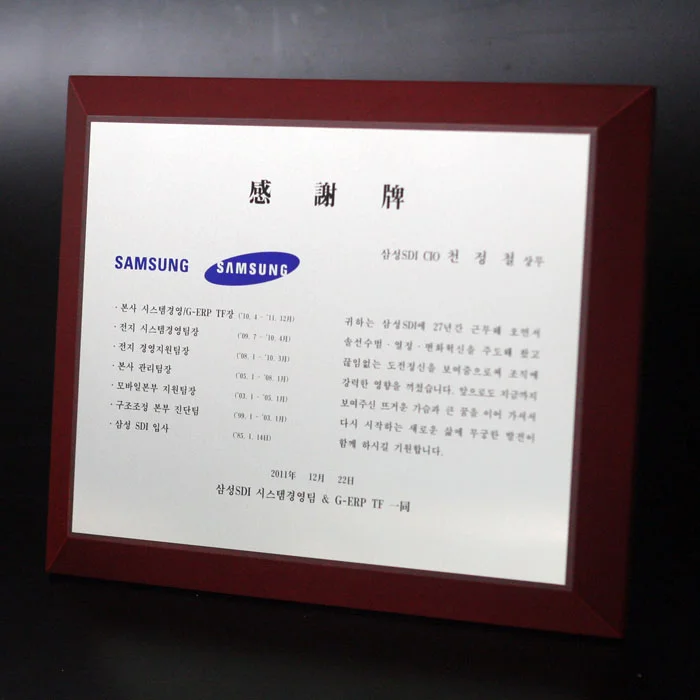 感謝牌
삼성SDI CIO 천 정 철 상무
SAMSUNG SAMSUNG
· 본사 시스템경영/G-ERP TF장 ('10. 4 - '11. 12月)
· 전지 시스템경영팀장 ('09. 7 - '10. 4月)
· 전지 경영지원팀장 ('08. 1 - '10. 3月)
· 본사 관리팀장 ('05. 1 - '08. 1月)
· 모바일본부 지원팀장 ('03. 1 - '05. 1月)
· 구조조정 본부 진단팀 ('99. 1 - '03. 1月)
· 삼성 SDI 입사 ('85. 1. 14日)
귀하는 삼성SDI에 27년간 근무해 오면서
솔선수범 · 열정 · 변화혁신을 주도해 왔고
끊임없는 도전정신을 보여줌으로써 조직에
강력한 영향을 끼쳤습니다. 앞으로도 지금까지
보여주신 뜨거운 가슴과 큰 꿈을 이어 가셔서
다시 시작하는 새로운 삶에 무궁한 발전이
함께 하시길 기원합니다.
2011年 12月 22日
삼성SDI 시스템경영팀 & G-ERP TF 一同